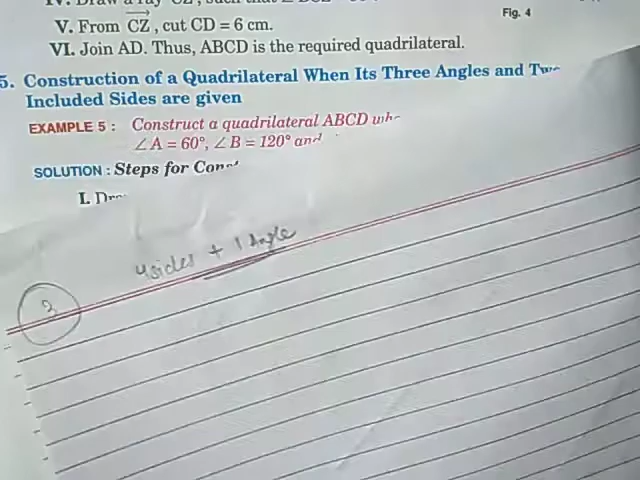 Fig. 4
V. From CZ, cut CD = 6 cm.
VI. Join AD. Thus, ABCD is the required quadrilateral.
5. Construction of a Quadrilateral When Its Three Angles and
Included Sides are given
EXAMPLE 5 : Construct a quadrilateral ABCD
∠A = 60°, ∠B = 120° and
SOLUTION : Steps for
I.
4 sides + 1 Angle
2